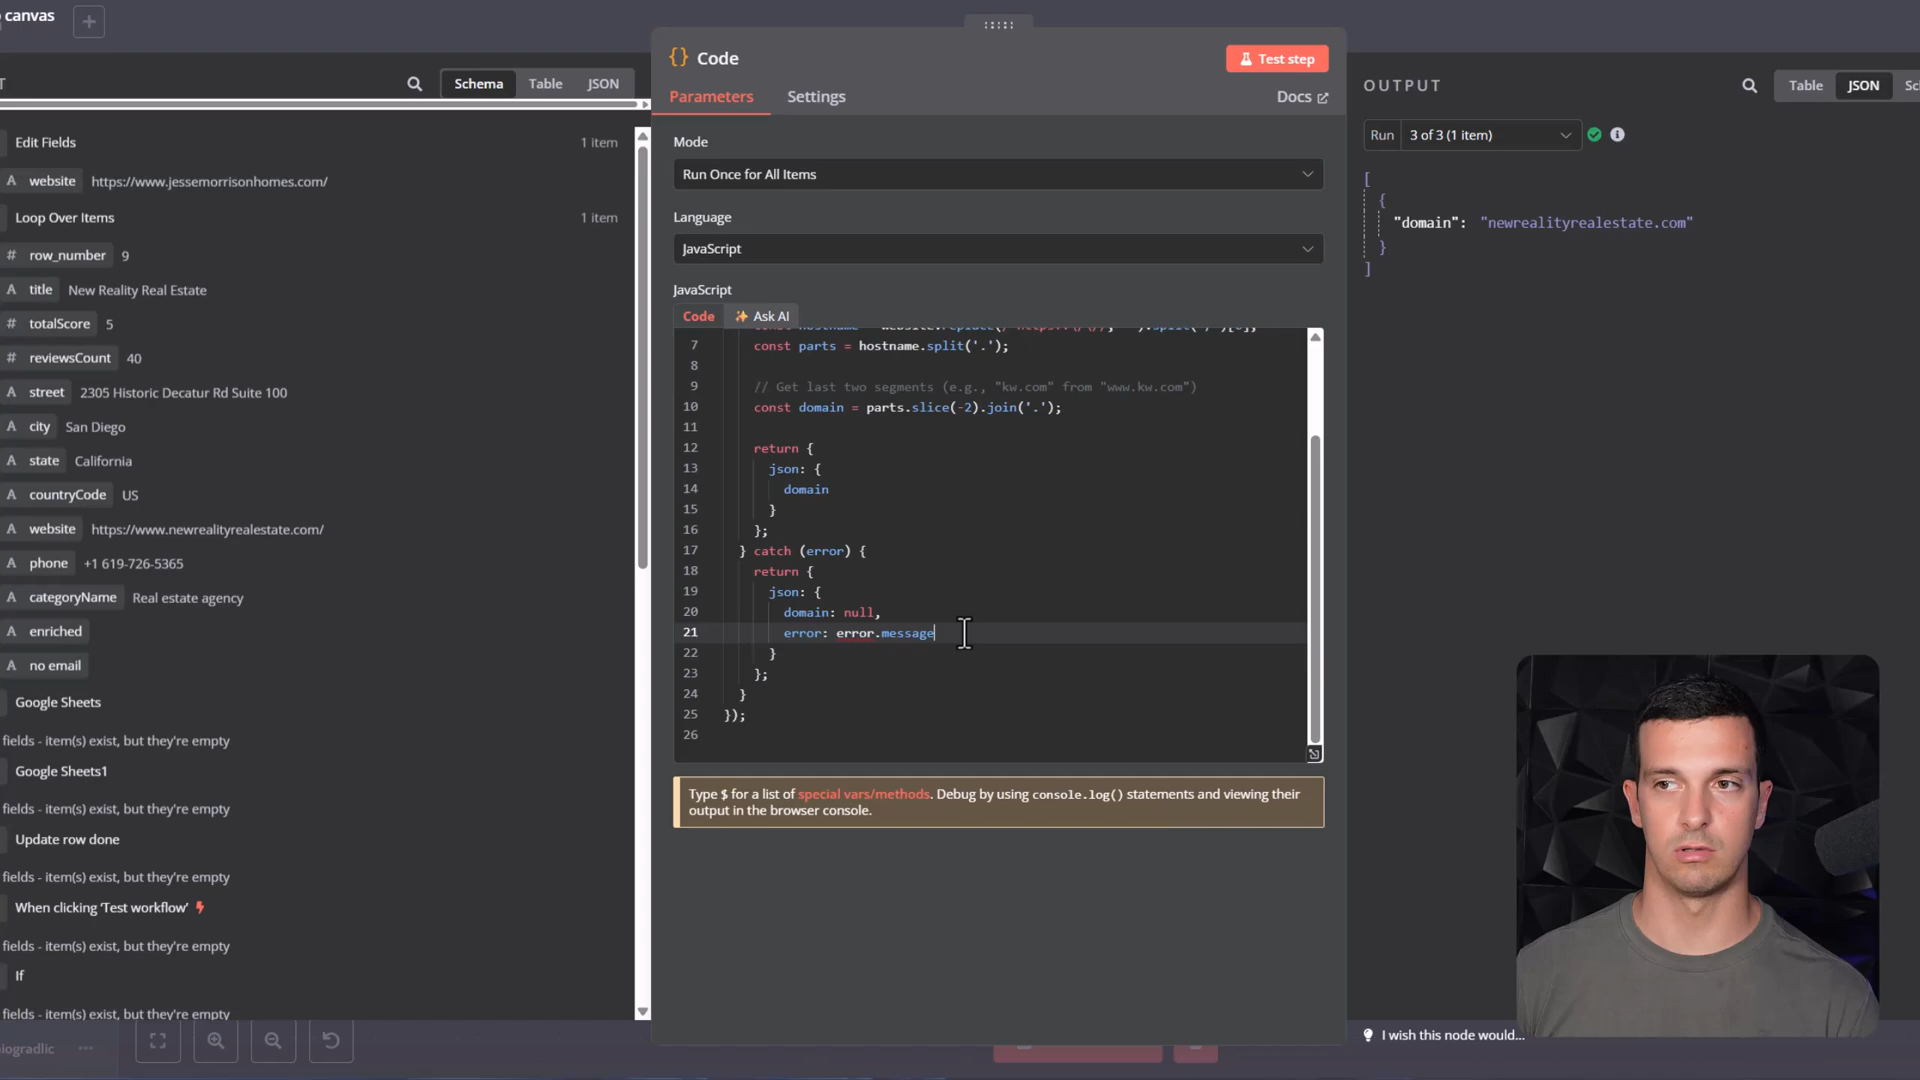 canvas
T
Schema
Table
JSON
Edit Fields
1 item
A website https://www.jessemorrisonhomes.com/
Loop Over Items
1 item
# row_number 9
A title New Reality Real Estate
# totalScore 5
# reviewsCount 40
A street 2305 Historic Decatur Rd Suite 100
A city San Diego
A state California
A countryCode US
A website https://www.newrealityrealestate.com/
A phone +1 619-726-5365
A categoryName Real estate agency
A enriched
A no email
Google Sheets
fields - item(s) exist, but they're empty
Google Sheets1
fields - item(s) exist, but they're empty
Update row done
fields - item(s) exist, but they're empty
When clicking 'Test workflow'
fields - item(s) exist, but they're empty
If
fields - item(s) exist, but they're empty
{} Code
Test step
Parameters
Settings
Docs
Mode
Run Once for All Items
Language
JavaScript
JavaScript
Code
Ask AI
7 const parts = hostname.split('.');
8
9 // Get last two segments (e.g., "kw.com" from "www.kw.com")
10 const domain = parts.slice(-2).join('.');
11
12 return {
13 json: {
14 domain
15 }
16 };
17 } catch (error) {
18 return {
19 json: {
20 domain: null,
21 error: error.message
22 }
23 };
24 }
25 });
26
Type $ for a list of special vars/methods. Debug by using console.log() statements and viewing their
output in the browser console.
OUTPUT
Table
JSON
Run
3 of 3 (1 item)
[
{
"domain": "newrealityrealestate.com"
}
]
I wish this node would...